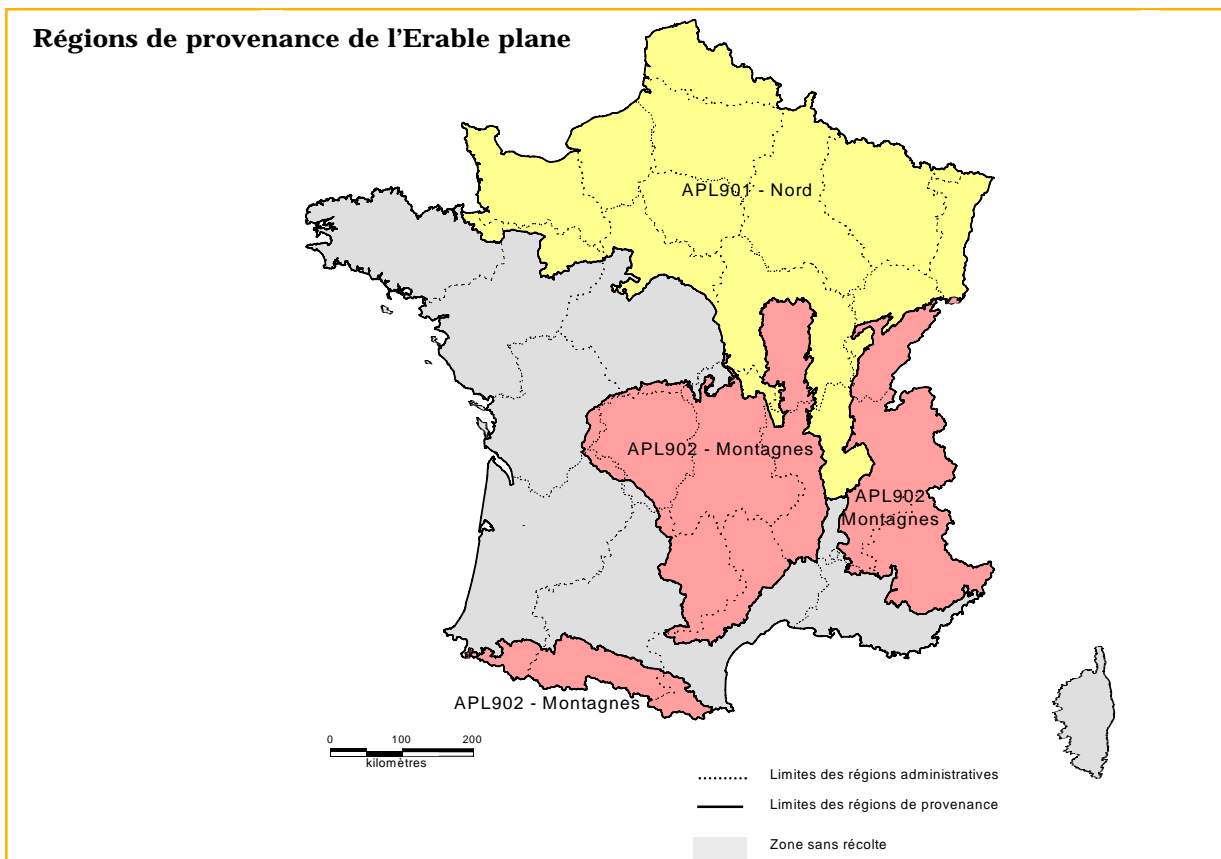 Régions de provenance de l'Erable plane
APL901 - Nord
APL902 - Montagnes
APL902
Montagnes
APL902 - Montagnes
0 100 200
kilomètres
Limites des régions administratives
Limites des régions de provenance
Zone sans récolte